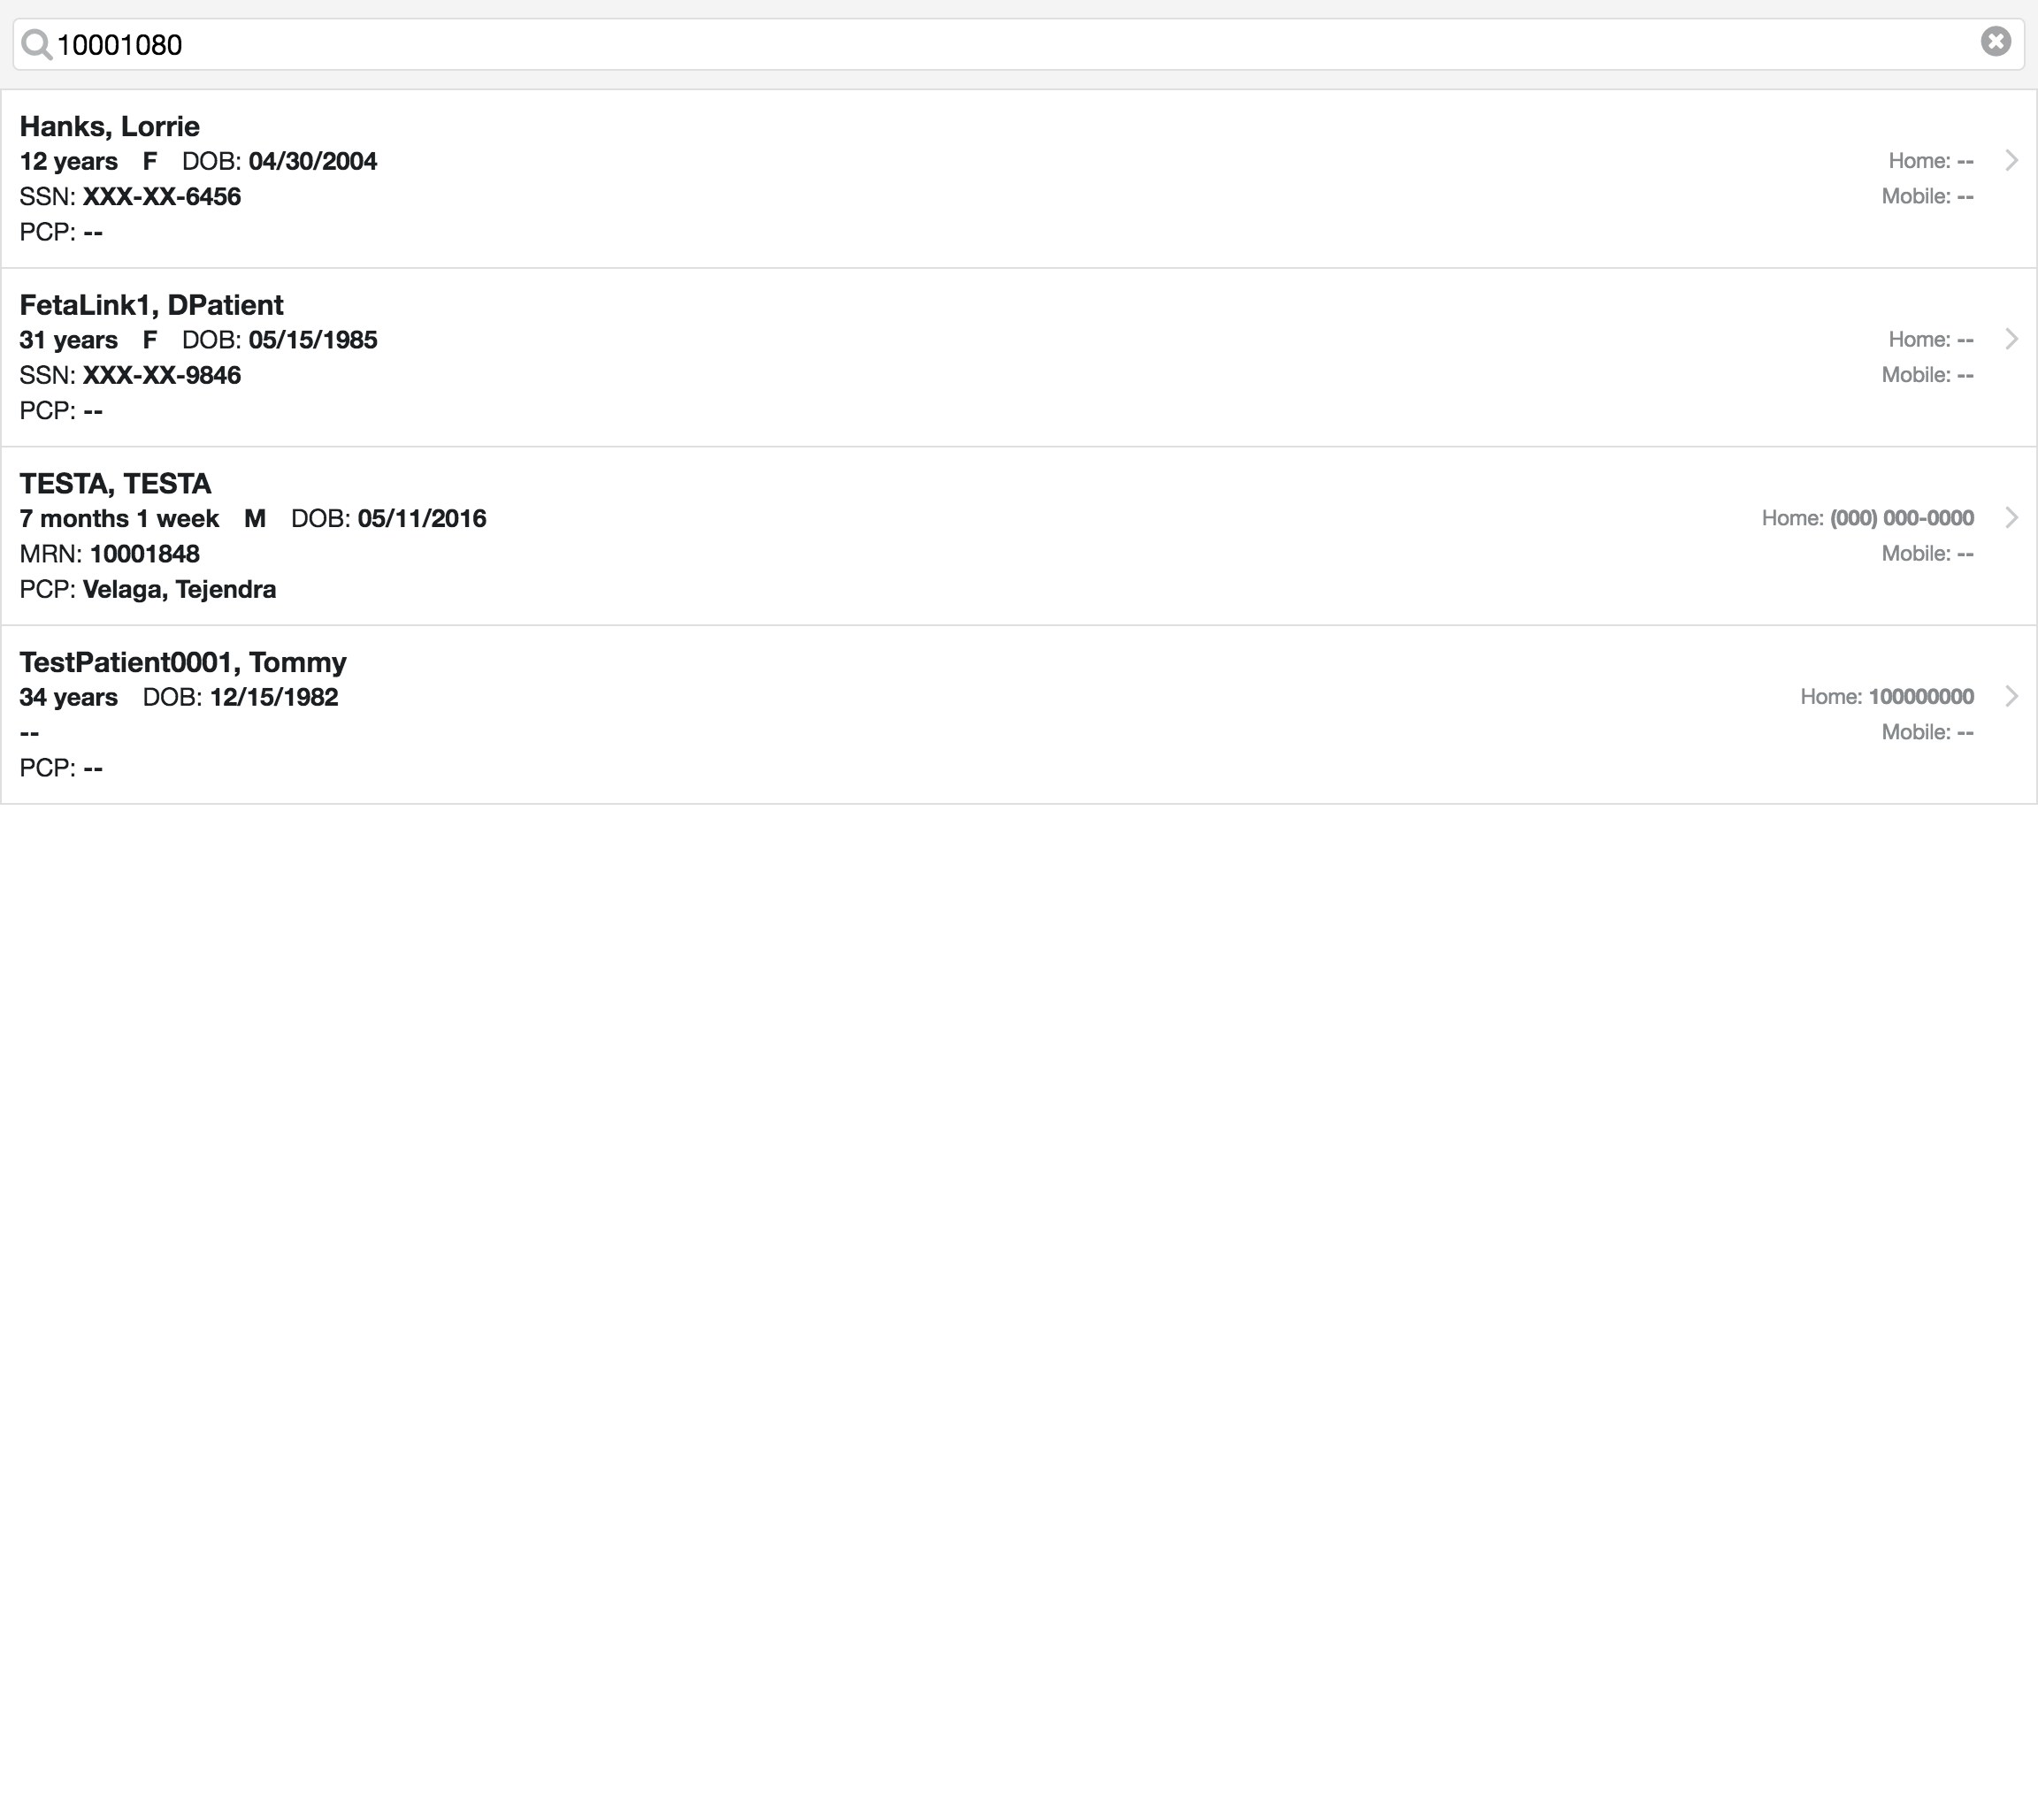 10001080
Hanks, Lorrie
12 years F DOB: 04/30/2004 Home: --
SSN: XXX-XX-6456 Mobile: --
PCP: --
FetaLink1, DPatient
31 years F DOB: 05/15/1985 Home: --
SSN: XXX-XX-9846 Mobile: --
PCP: --
TESTA, TESTA
7 months 1 week M DOB: 05/11/2016 Home: (000) 000-0000
MRN: 10001848 Mobile: --
PCP: Velaga, Tejendra
TestPatient0001, Tommy
34 years DOB: 12/15/1982 Home: 100000000
-- Mobile: --
PCP: --